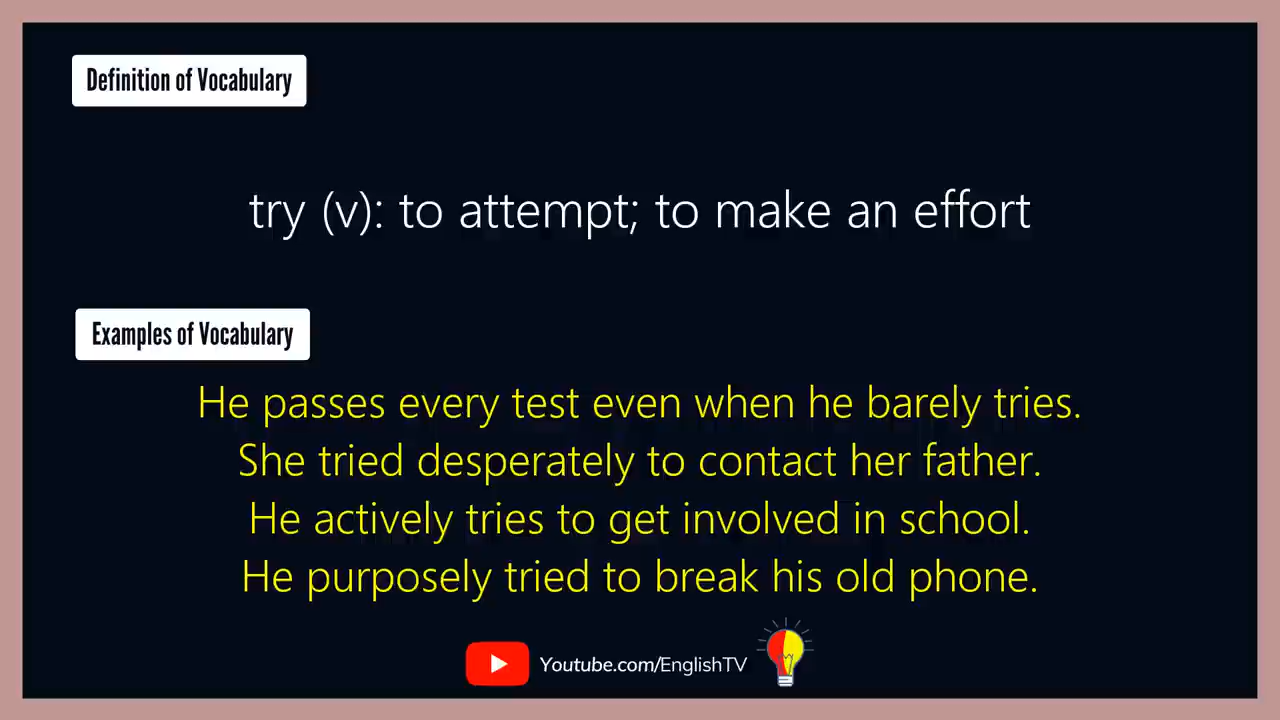 Definition of Vocabulary
try (v): to attempt; to make an effort
Examples of Vocabulary
He passes every test even when he barely tries.
She tried desperately to contact her father.
He actively tries to get involved in school.
He purposely tried to break his old phone.
Youtube.com/EnglishTV